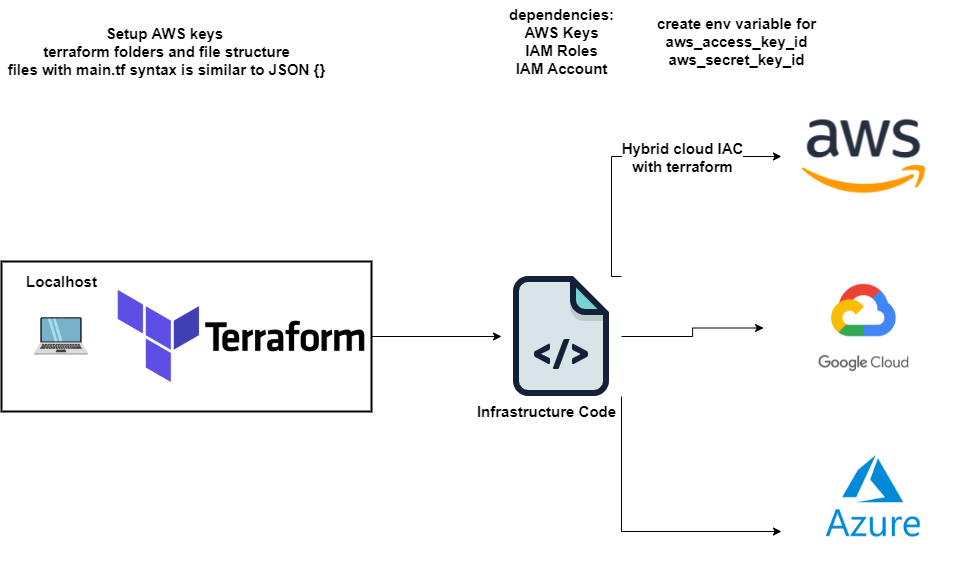 Setup AWS keys
terraform folders and file structure
files with main.tf syntax is similar to JSON {}
dependencies:
AWS Keys
IAM Roles
IAM Account
create env variable for
aws_access_key_id
aws_secret_key_id
Hybrid cloud IAC
with terraform
aws
Localhost
Terraform
</>
Infrastructure Code
Google Cloud
Azure